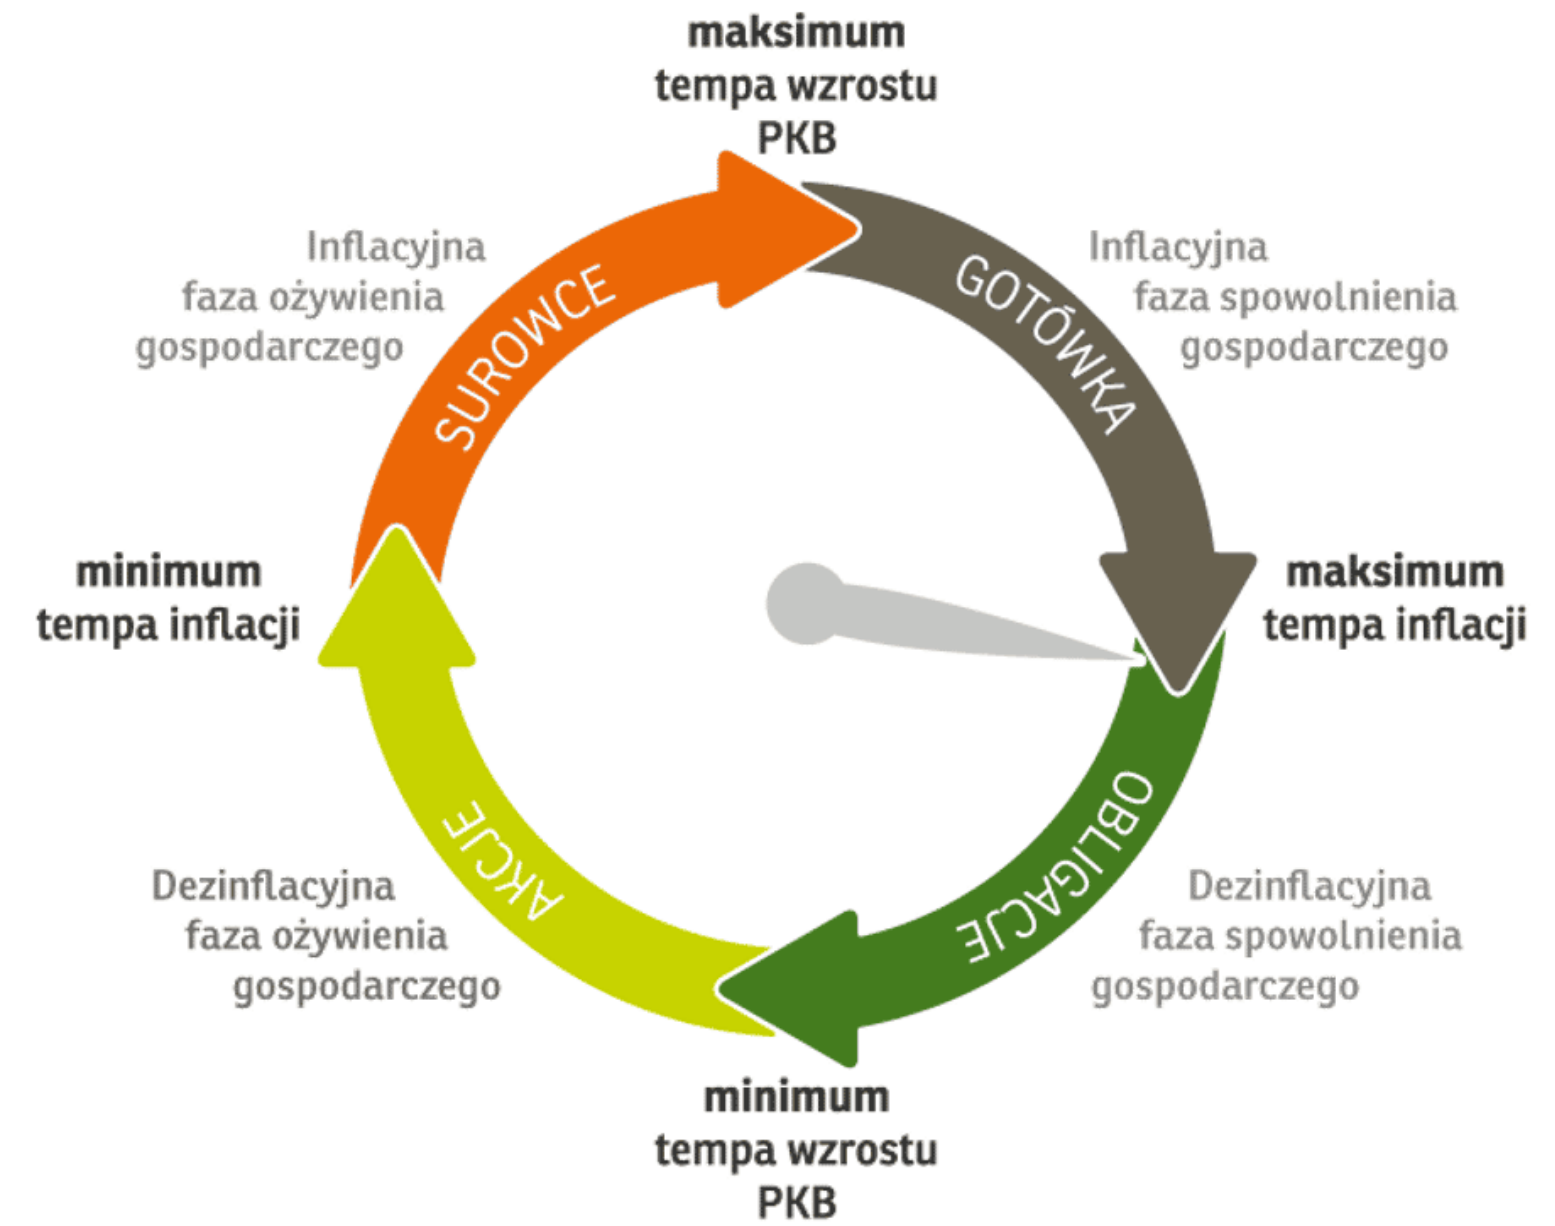 maksimum
tempa wzrostu
PKB
Inflacyjna
faza ożywienia
gospodarczego
SUROWCE
GOTÓWKA
Inflacyjna
faza spowolnienia
gospodarczego
minimum
tempa inflacji
maksimum
tempa inflacji
AKCJE
OBLIGACJE
Dezinflacyjna
faza ożywienia
gospodarczego
Dezinflacyjna
faza spowolnienia
gospodarczego
minimum
tempa wzrostu
PKB